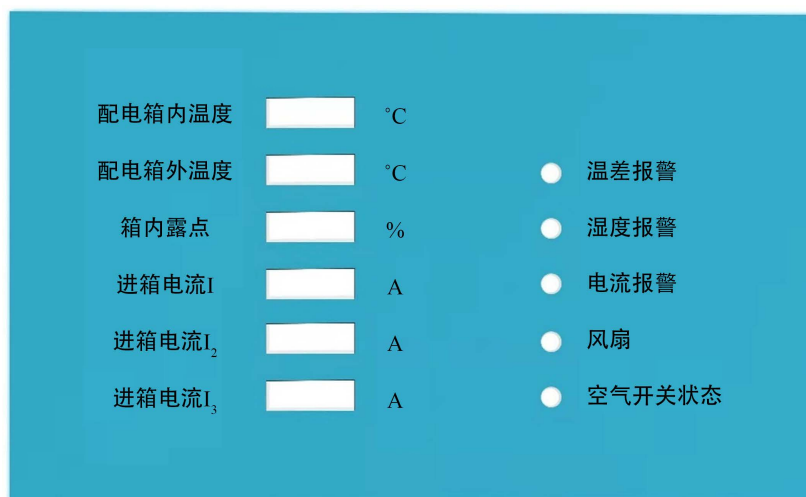 配电箱内温度 °C
配电箱外温度 °C 温差报警
箱内露点 % 湿度报警
进箱电流I A 电流报警
进箱电流I₂ A 风扇
进箱电流I₃ A 空气开关状态